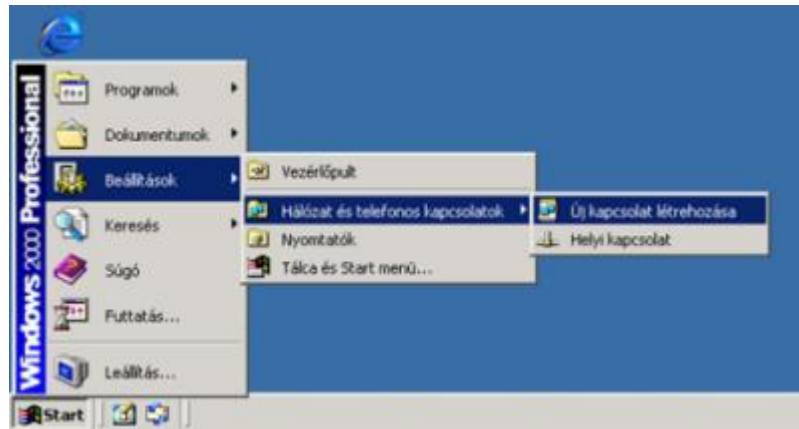 Windows 2000 Professional
Programok
Dokumentumok
Beállítások
Keresés
Súgó
Futtatás...
Leállítás...
Vezérlőpult
Hálózat és telefonos kapcsolatok
Nyomtatók
Tálca és Start menü...
Új kapcsolat létrehozása
Helyi kapcsolat
Start